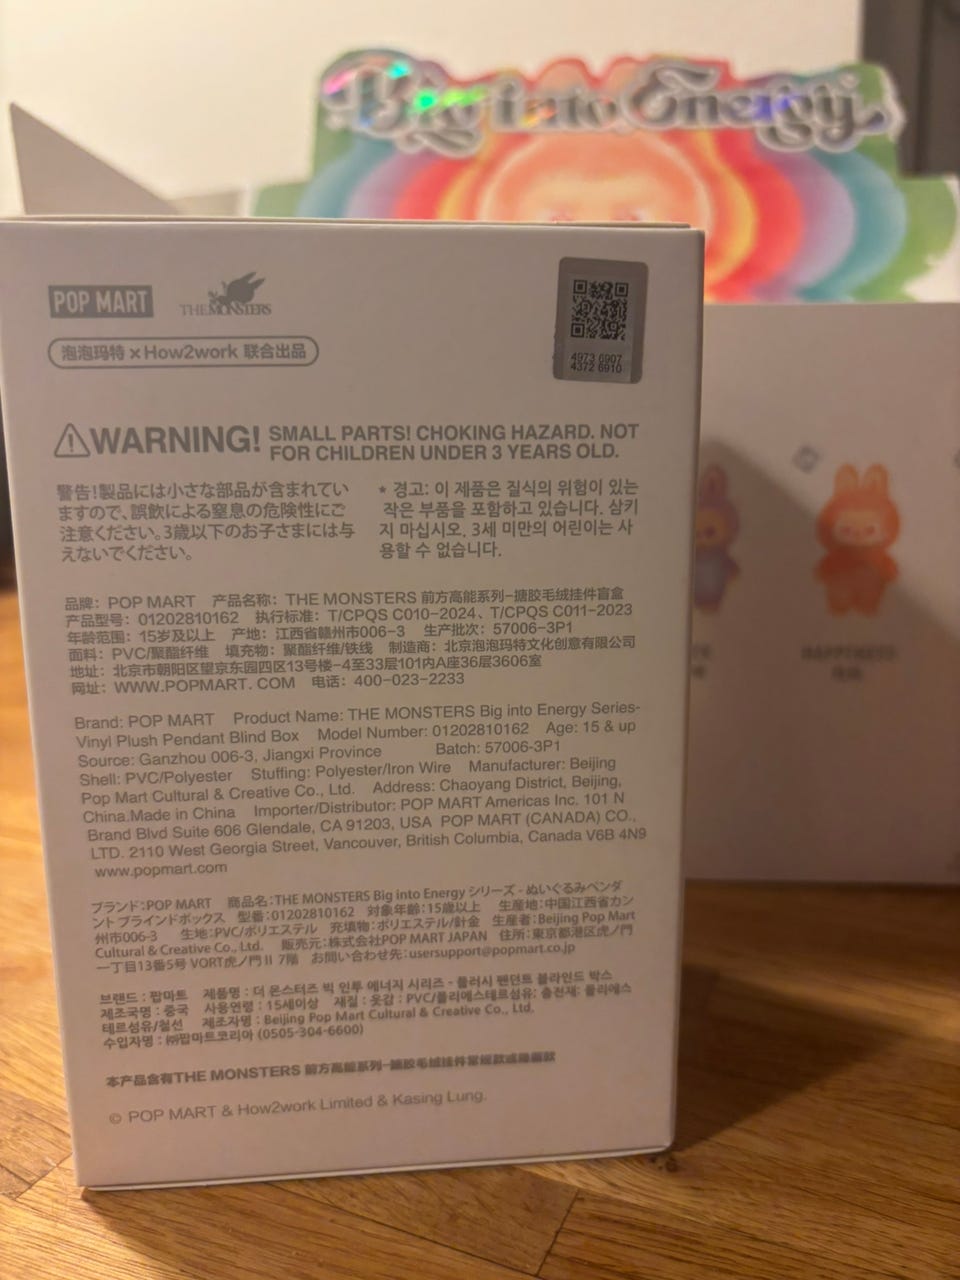 Big into Energy
POP MART
THE MONSTERS
泡泡玛特 × How2work 联合出品
4973 6907
4372 6910
WARNING! SMALL PARTS! CHOKING HAZARD. NOT
FOR CHILDREN UNDER 3 YEARS OLD.
警告!製品には小さな部品が含まれてい
ますので、誤飲による窒息の危険性にご
注意ください。3歳以下のお子さまには与
えないでください。
* 경고: 이 제품은 질식의 위험이 있는
작은 부품을 포함하고 있습니다. 삼키
지 마십시오. 3세 미만의 어린이는 사
용할 수 없습니다.
品牌: POP MART 产品名称: THE MONSTERS 前方高能系列-搪胶毛绒挂件盲盒
产品型号: 01202810162 执行标准: T/CPQS C010-2024、T/CPQS C011-2023
年龄范围: 15岁及以上 产地: 江西省赣州市006-3 生产批次: 57006-3P1
面料: PVC/聚酯纤维 填充物: 聚酯纤维/铁线 制造商: 北京泡泡玛特文化创意有限公司
地址: 北京市朝阳区望京东园四区13号楼-4至33层101内A座36层3606室
网址: WWW.POPMART.COM 电话: 400-023-2233
Brand: POP MART Product Name: THE MONSTERS Big into Energy Series-
Vinyl Plush Pendant Blind Box Model Number: 01202810162 Age: 15 & up
Source: Ganzhou 006-3, Jiangxi Province Batch: 57006-3P1
Shell: PVC/Polyester Stuffing: Polyester/Iron Wire Manufacturer: Beijing
Pop Mart Cultural & Creative Co., Ltd. Address: Chaoyang District, Beijing,
China.Made in China Importer/Distributor: POP MART Americas Inc. 101 N
Brand Blvd Suite 606 Glendale, CA 91203, USA POP MART (CANADA) CO.,
LTD. 2110 West Georgia Street, Vancouver, British Columbia, Canada V6B 4N9
www.popmart.com
ブランド:POP MART 商品名:THE MONSTERS Big into Energy シリーズ - ぬいぐるみペンダ
ント ブラインドボックス 型番:01202810162 対象年齢:15歳以上 生産地:中国江西省カン
州市006-3 生地:PVC/ポリエステル 充填物:ポリエステル/針金 生産者:Beijing Pop Mart
Cultural & Creative Co., Ltd. 販売元:株式会社POP MART JAPAN 住所:東京都港区虎ノ門
一丁目13番5号 VORT虎ノ門Ⅱ 7階 お問い合わせ先:usersupport@popmart.co.jp
브랜드 : 팝마트 제품명 : 더 몬스터즈 빅 인투 에너지 시리즈 - 플러시 펜던트 블라인드 박스
제조국명 : 중국 사용연령 : 15세이상 재질 : 옷감 : PVC/폴리에스테르섬유; 충전재: 폴리에스
테르섬유/철선 제조자명 : Beijing Pop Mart Cultural & Creative Co., Ltd.
수입자명 : ㈜팝마트코리아 (0505-304-6600)
本产品含有THE MONSTERS 前方高能系列-搪胶毛绒挂件常规款或隐藏款
© POP MART & How2work Limited & Kasing Lung.
HAPPINESS